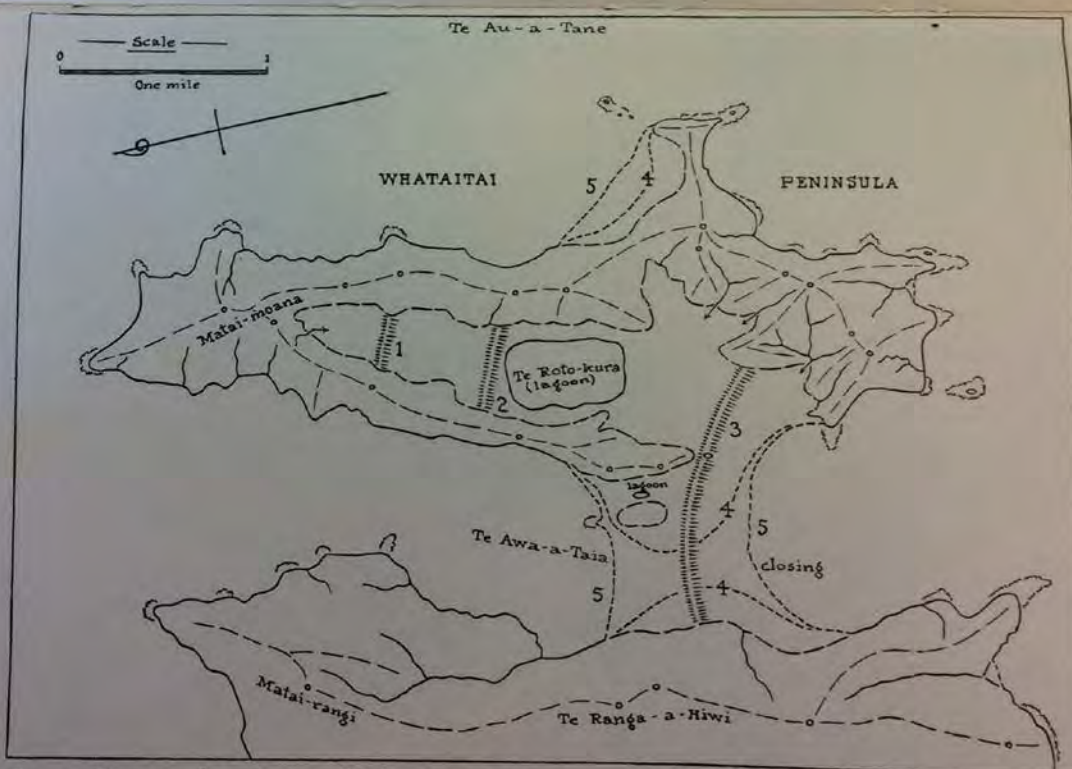 Te Au-a-Tane
Scale
0 1
One mile
WHATAITAI PENINSULA
5 4
Matai-moana
1
2
Te Roto-kura
(lagoon)
3
lagoon
4
5
Te Awa-a-Taia
closing
5
4
Matai-rangi
Te Ranga-a-Hiwi